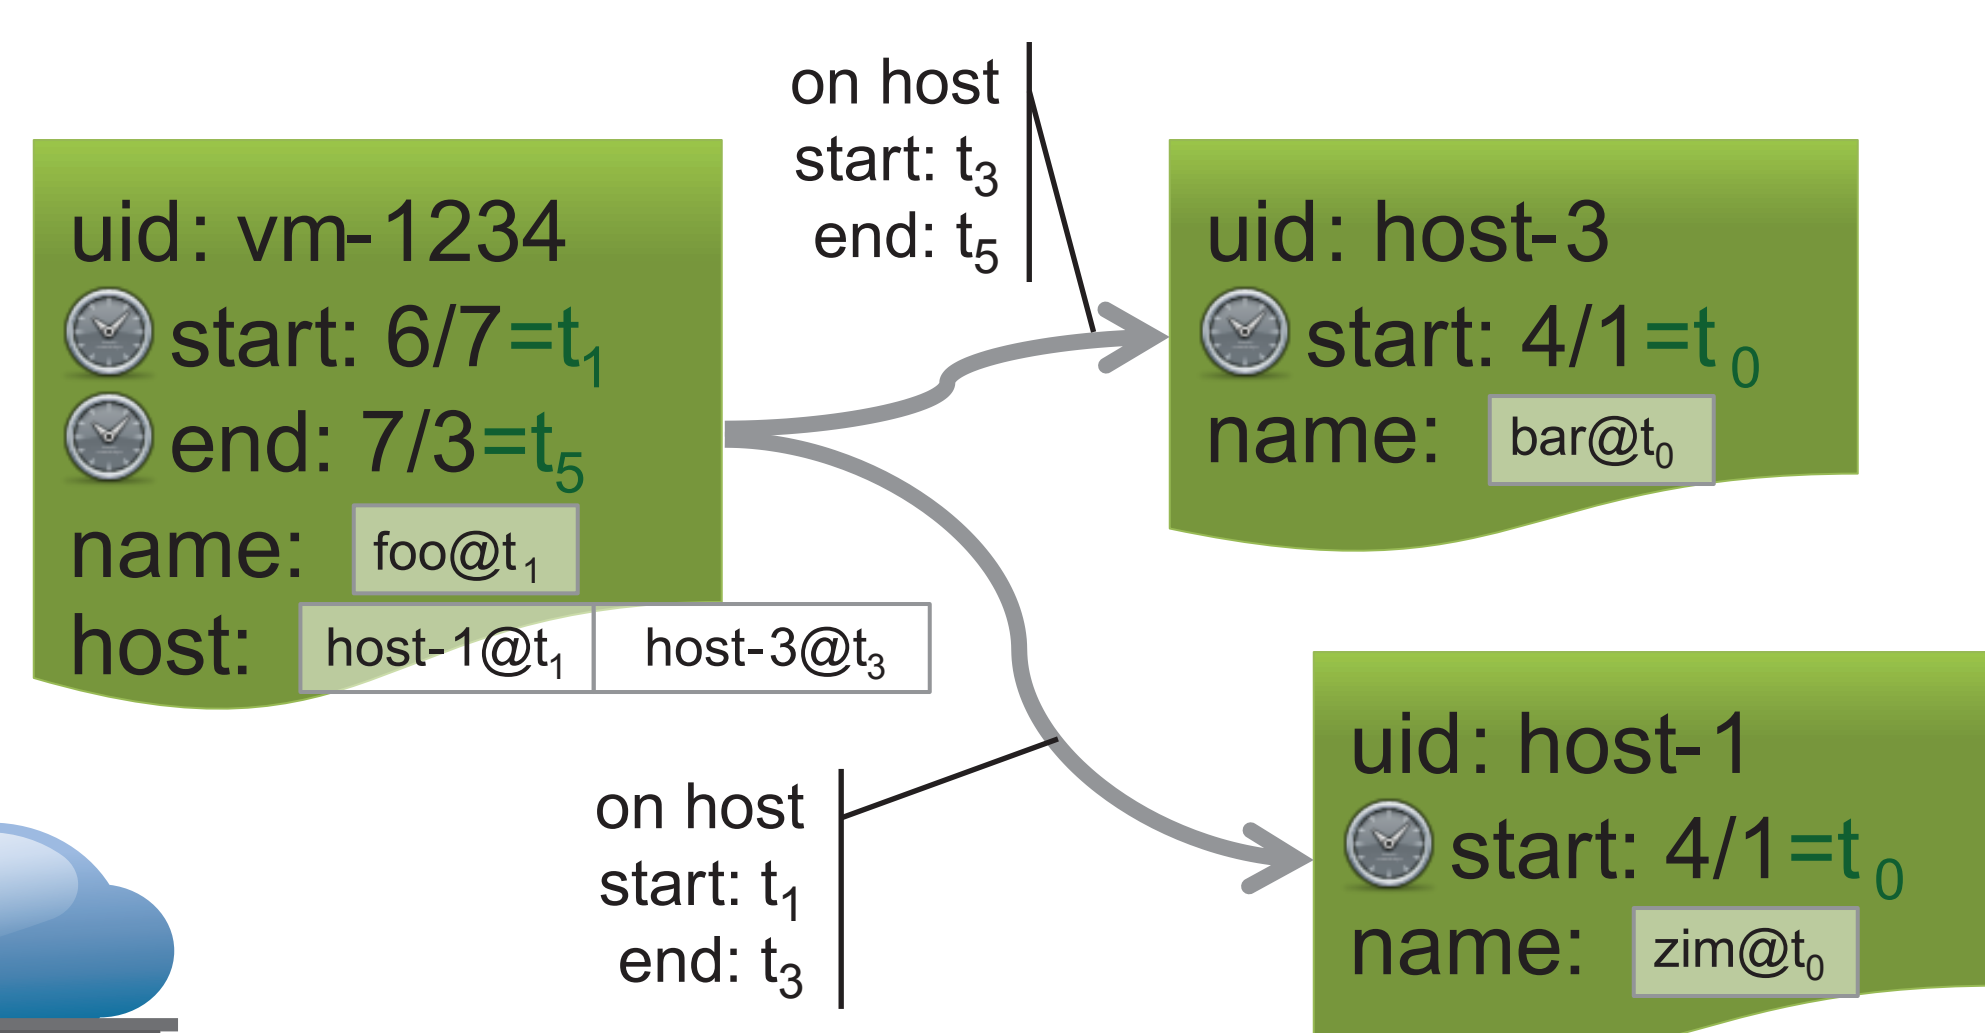 on host
start: t₃
end: t₅
uid: vm-1234
start: 6/7=t₁
end: 7/3=t₅
name: foo@t₁
host: host-1@t₁ host-3@t₃
uid: host-3
start: 4/1=t₀
name: bar@t₀
on host
start: t₁
end: t₃
uid: host-1
start: 4/1=t₀
name: zim@t₀